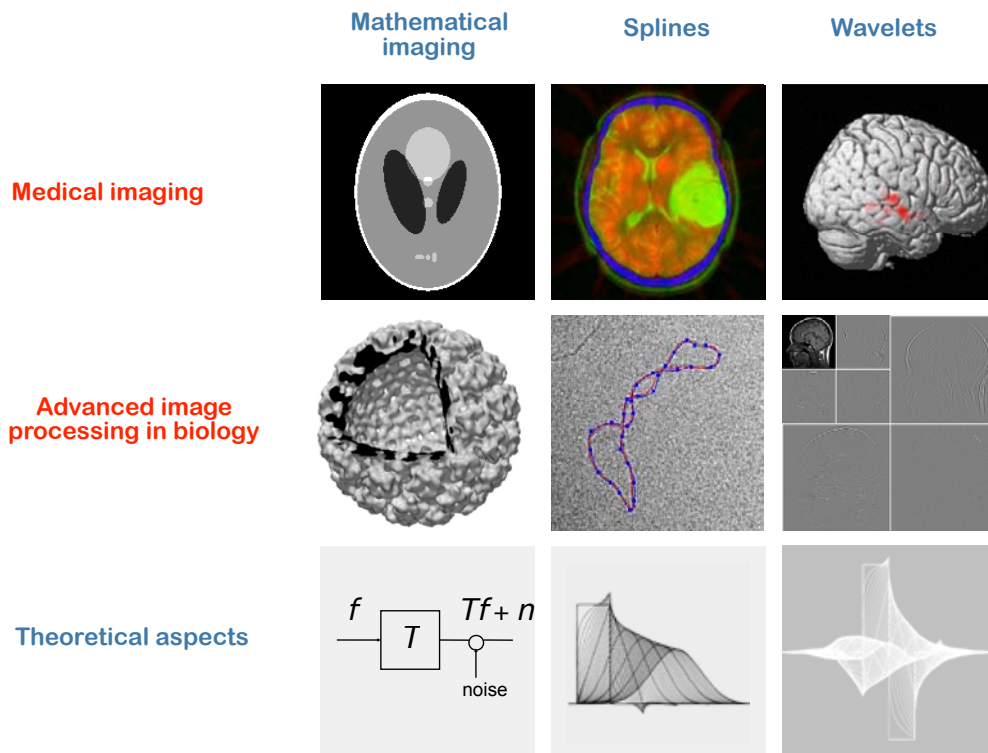 Mathematical
imaging
Splines
Wavelets
Medical imaging
Advanced image
processing in biology
Theoretical aspects
f
T
Tf + n
noise